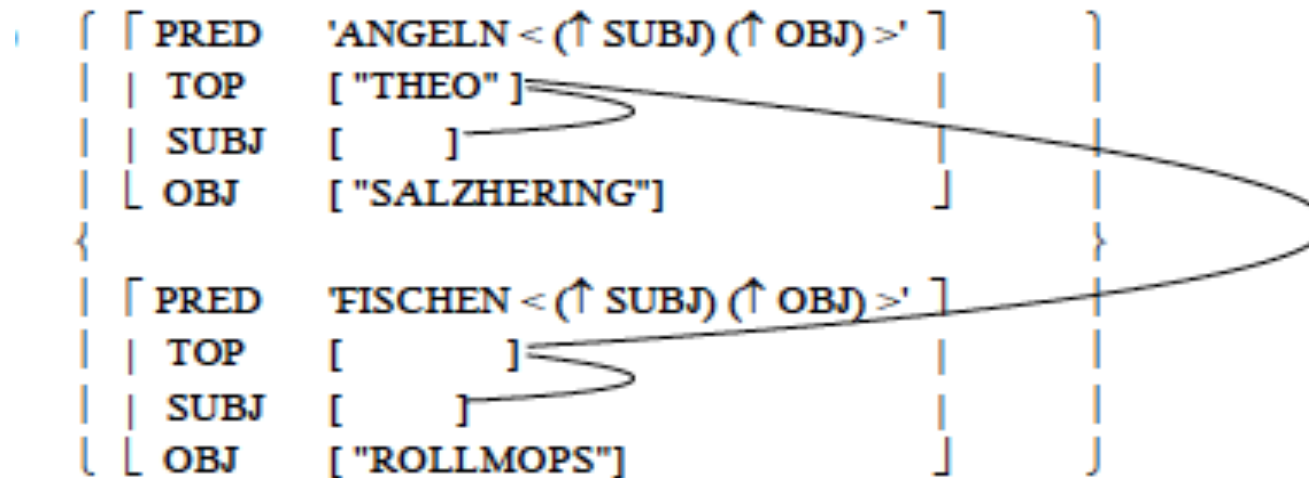 PRED 'ANGELN < (↑ SUBJ) (↑ OBJ) >'
TOP [ "THEO" ]
SUBJ [ ]
OBJ [ "SALZHERING"]
PRED 'FISCHEN < (↑ SUBJ) (↑ OBJ) >'
TOP [ ]
SUBJ [ ]
OBJ [ "ROLLMOPS"]